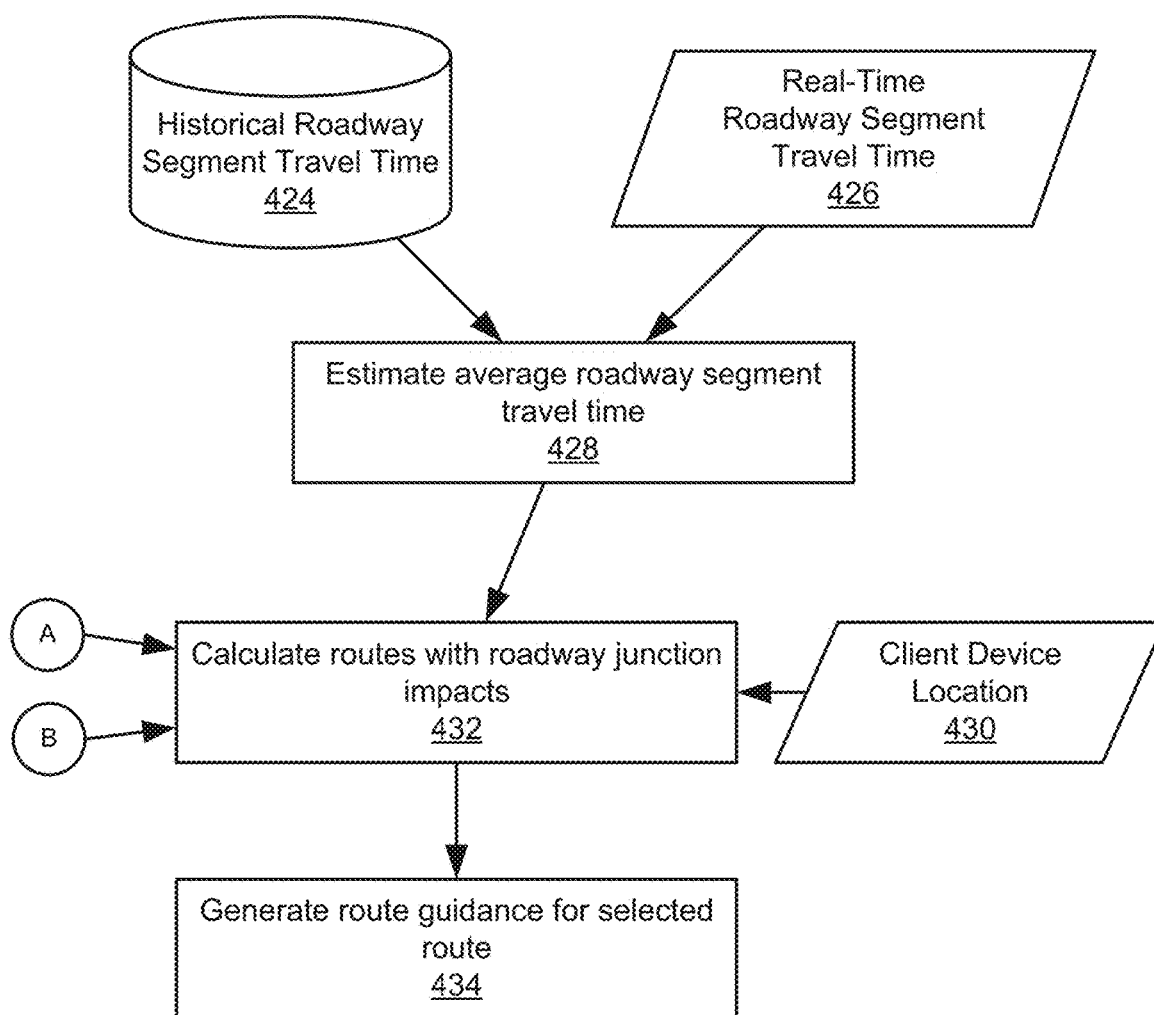 Historical Roadway
Segment Travel Time
424
Real-Time
Roadway Segment
Travel Time
426
Estimate average roadway segment
travel time
428
A
B
Calculate routes with roadway junction
impacts
432
Client Device
Location
430
Generate route guidance for selected
route
434